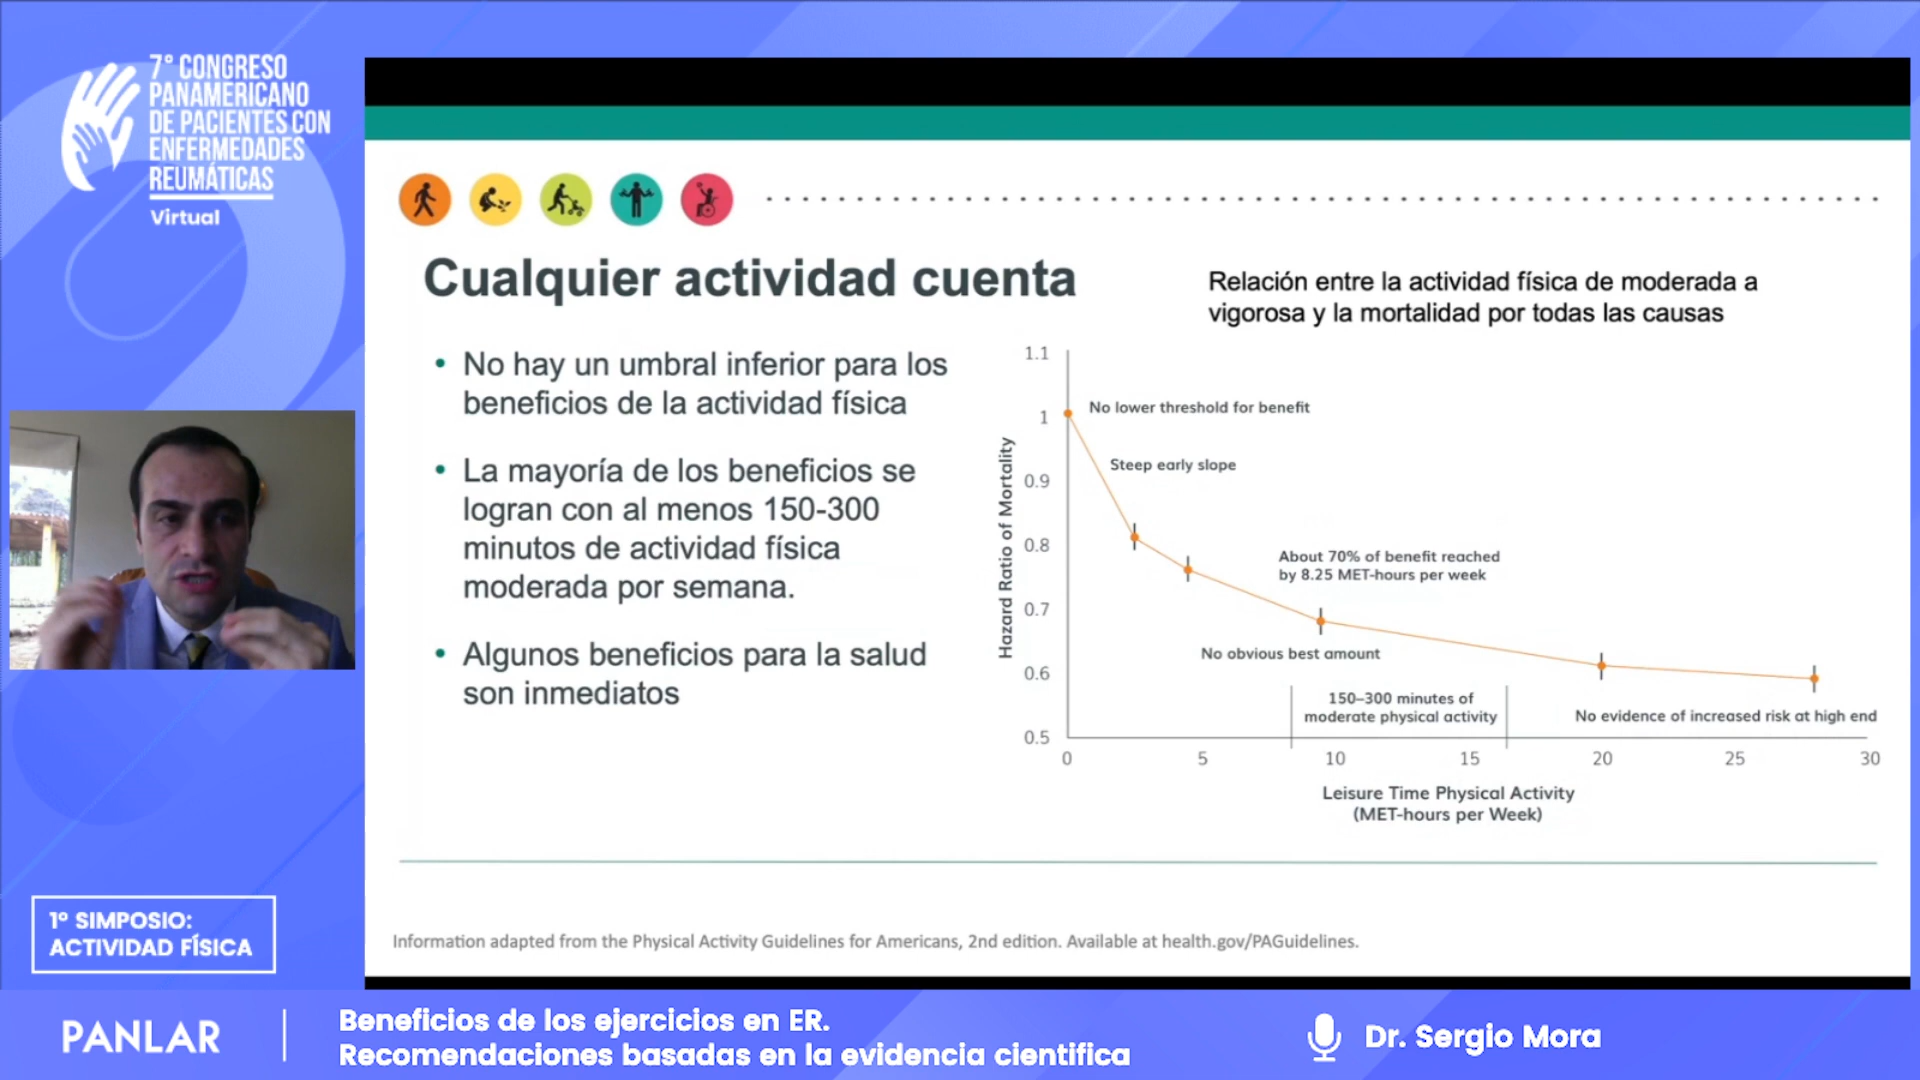 7° CONGRESO
PANAMERICANO
DE PACIENTES CON
ENFERMEDADES
REUMÁTICAS
Virtual
Cualquier actividad cuenta
• No hay un umbral inferior para los
beneficios de la actividad física
• La mayoría de los beneficios se
logran con al menos 150-300
minutos de actividad física
moderada por semana.
• Algunos beneficios para la salud
son inmediatos
Relación entre la actividad física de moderada a
vigorosa y la mortalidad por todas las causas
Hazard Ratio of Mortality
1.1
1
0.9
0.8
0.7
0.6
0.5
No lower threshold for benefit
Steep early slope
About 70% of benefit reached
by 8.25 MET-hours per week
No obvious best amount
150–300 minutes of
moderate physical activity
No evidence of increased risk at high end
0 5 10 15 20 25 30
Leisure Time Physical Activity
(MET-hours per Week)
Information adapted from the Physical Activity Guidelines for Americans, 2nd edition. Available at health.gov/PAGuidelines.
1º SIMPOSIO:
ACTIVIDAD FÍSICA
PANLAR
Beneficios de los ejercicios en ER.
Recomendaciones basadas en la evidencia cientifica
Dr. Sergio Mora